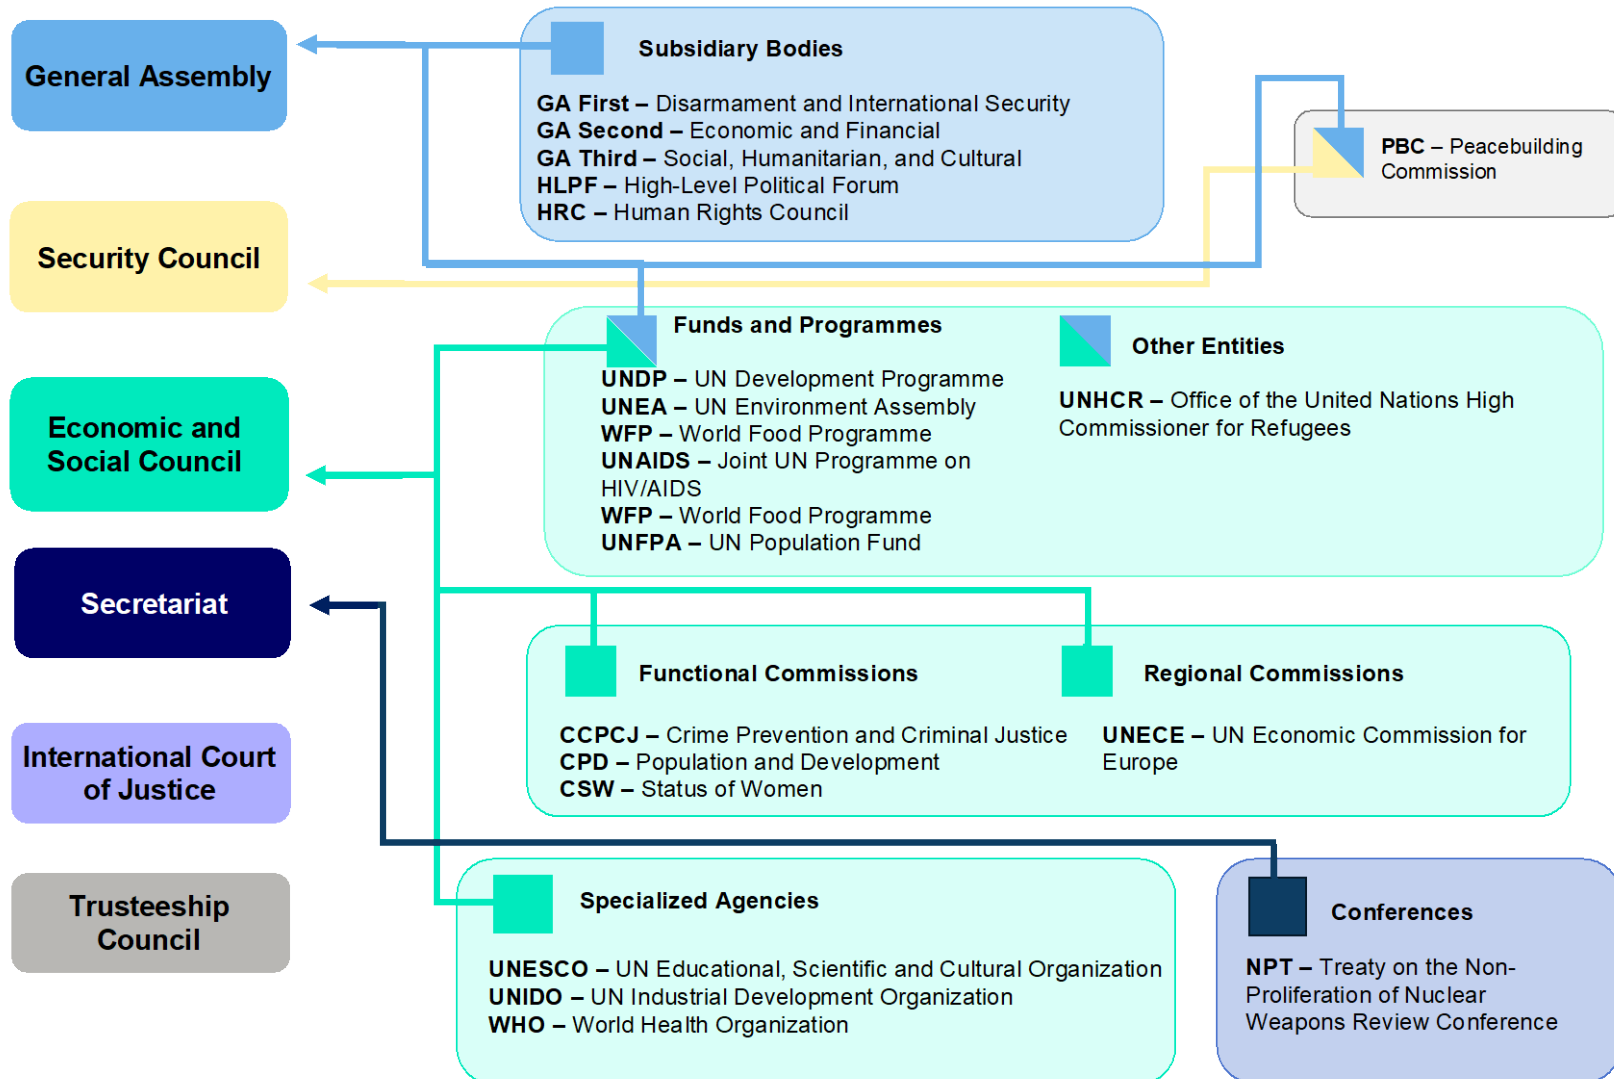 General Assembly
Security Council
Economic and
Social Council
Secretariat
International Court
of Justice
Trusteeship
Council
Subsidiary Bodies
GA First – Disarmament and International Security
GA Second – Economic and Financial
GA Third – Social, Humanitarian, and Cultural
HLPF – High-Level Political Forum
HRC – Human Rights Council
PBC – Peacebuilding
Commission
Funds and Programmes
UNDP – UN Development Programme
UNEA – UN Environment Assembly
WFP – World Food Programme
UNAIDS – Joint UN Programme on
HIV/AIDS
WFP – World Food Programme
UNFPA – UN Population Fund
Other Entities
UNHCR – Office of the United Nations High
Commissioner for Refugees
Functional Commissions
CCPCJ – Crime Prevention and Criminal Justice
CPD – Population and Development
CSW – Status of Women
Regional Commissions
UNECE – UN Economic Commission for
Europe
Specialized Agencies
UNESCO – UN Educational, Scientific and Cultural Organization
UNIDO – UN Industrial Development Organization
WHO – World Health Organization
Conferences
NPT – Treaty on the Non-
Proliferation of Nuclear
Weapons Review Conference